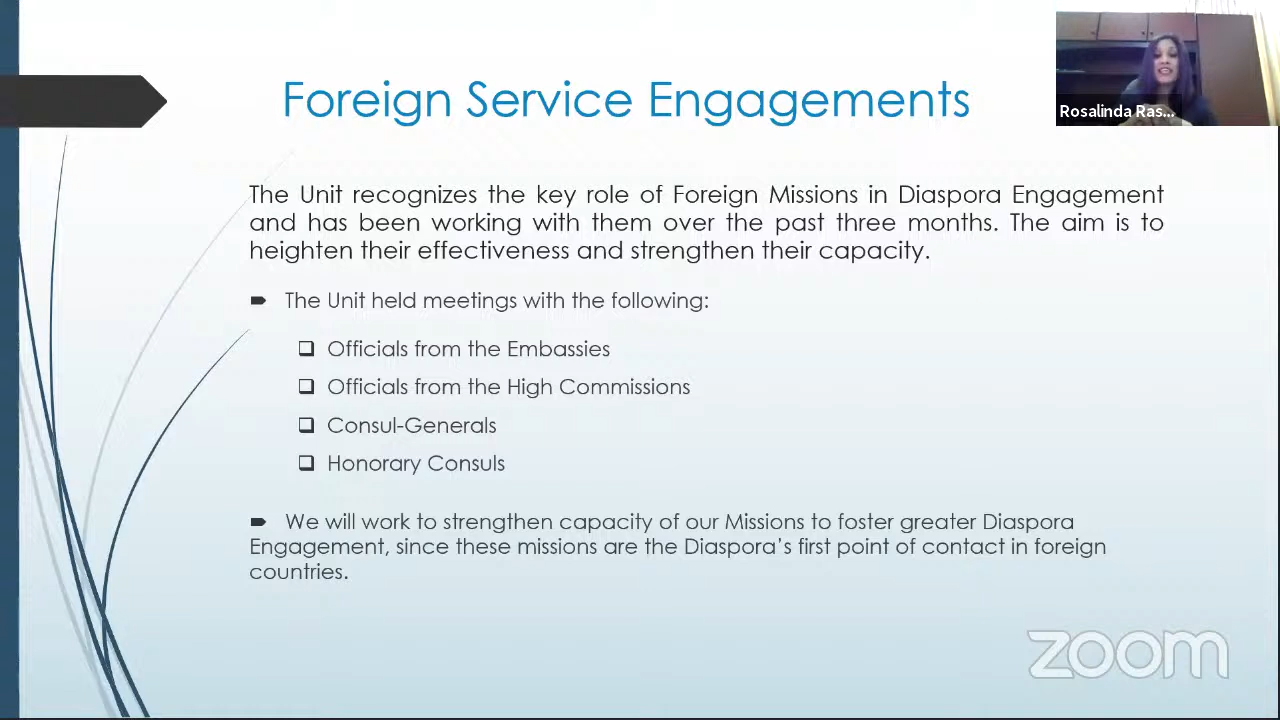 Foreign Service Engagements
Rosalinda Ras...
The Unit recognizes the key role of Foreign Missions in Diaspora Engagement
and has been working with them over the past three months. The aim is to
heighten their effectiveness and strengthen their capacity.
The Unit held meetings with the following:
Officials from the Embassies
Officials from the High Commissions
Consul-Generals
Honorary Consuls
We will work to strengthen capacity of our Missions to foster greater Diaspora
Engagement, since these missions are the Diaspora's first point of contact in foreign
countries.
zoom